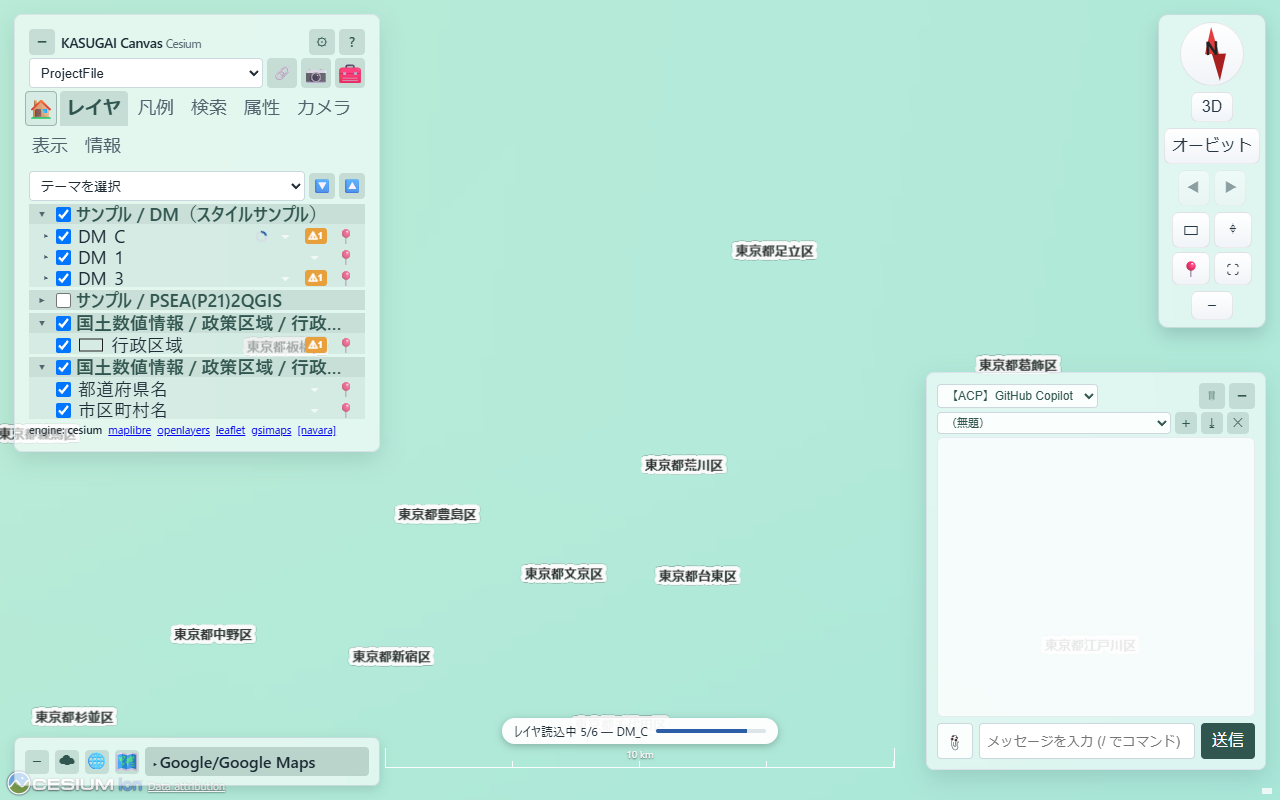 KASUGAI Canvas Cesium
?
ProjectFile
レイヤ 凡例 検索 属性 カメラ
表示 情報
テーマを選択
サンプル / DM（スタイルサンプル）
DM C ⚠1
DM 1
DM 3 ⚠1
サンプル / PSEA(P21)2QGIS
国土数値情報 / 政策区域 / 行政...
行政区域 ⚠1
国土数値情報 / 政策区域 / 行政...
都道府県名
市区町村名
engine: cesium maplibre openlayers leaflet gsimaps [navara]
N
3D
オービット
東京都足立区
東京都葛飾区
東京都荒川区
東京都豊島区
東京都文京区
東京都台東区
東京都中野区
東京都新宿区
東京都杉並区
【ACP】GitHub Copilot
（無題）
東京都江戸川区
メッセージを入力 (/ でコマンド)
送信
レイヤ読込中 5/6 — DM_C
10 km
Google/Google Maps
CESIUM ion Data attribution